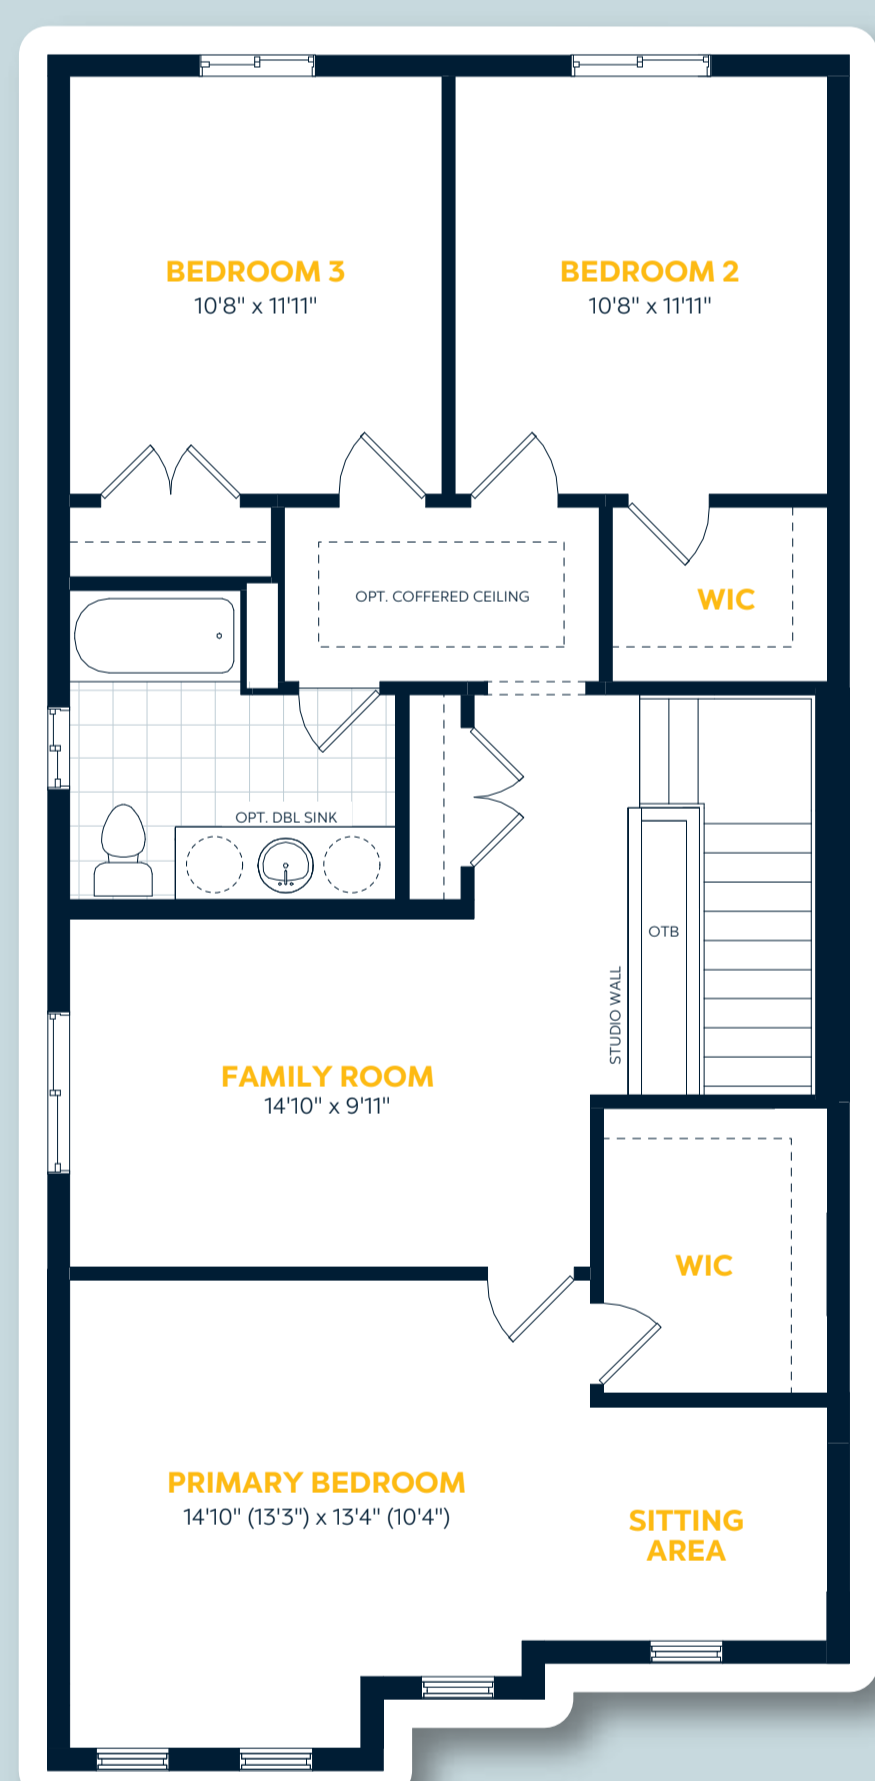 BEDROOM 3
10'8" x 11'11"
BEDROOM 2
10'8" x 11'11"
OPT. COFFERED CEILING
WIC
OPT. DBL SINK
OTB
STUDIO WALL
FAMILY ROOM
14'10" x 9'11"
WIC
PRIMARY BEDROOM
14'10" (13'3") x 13'4" (10'4")
SITTING
AREA